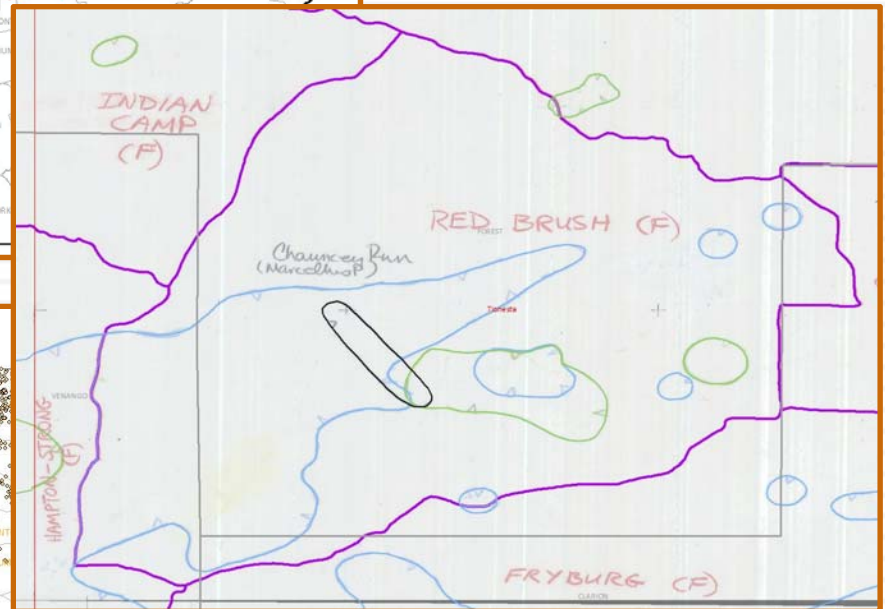 INDIAN
CAMP
(F)
RED BRUSH (F)
FOREST
Chauncey Run
(Marcellus P)
Tionesta
VENANGO
HAMPTON-STRONG
(F)
FRYBURG (F)
CLARION